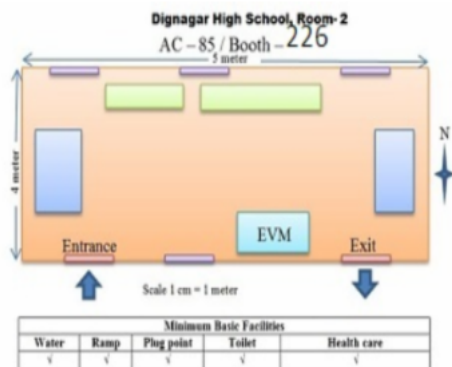 Dignagar High School, Room- 2
AC – 85 / Booth – 226
5 meter
4 meter
N
EVM
Entrance
Exit
Scale 1 cm = 1 meter
Minimum Basic Facilities
Water Ramp Plug point Toilet Health care
√ √ √ √ √